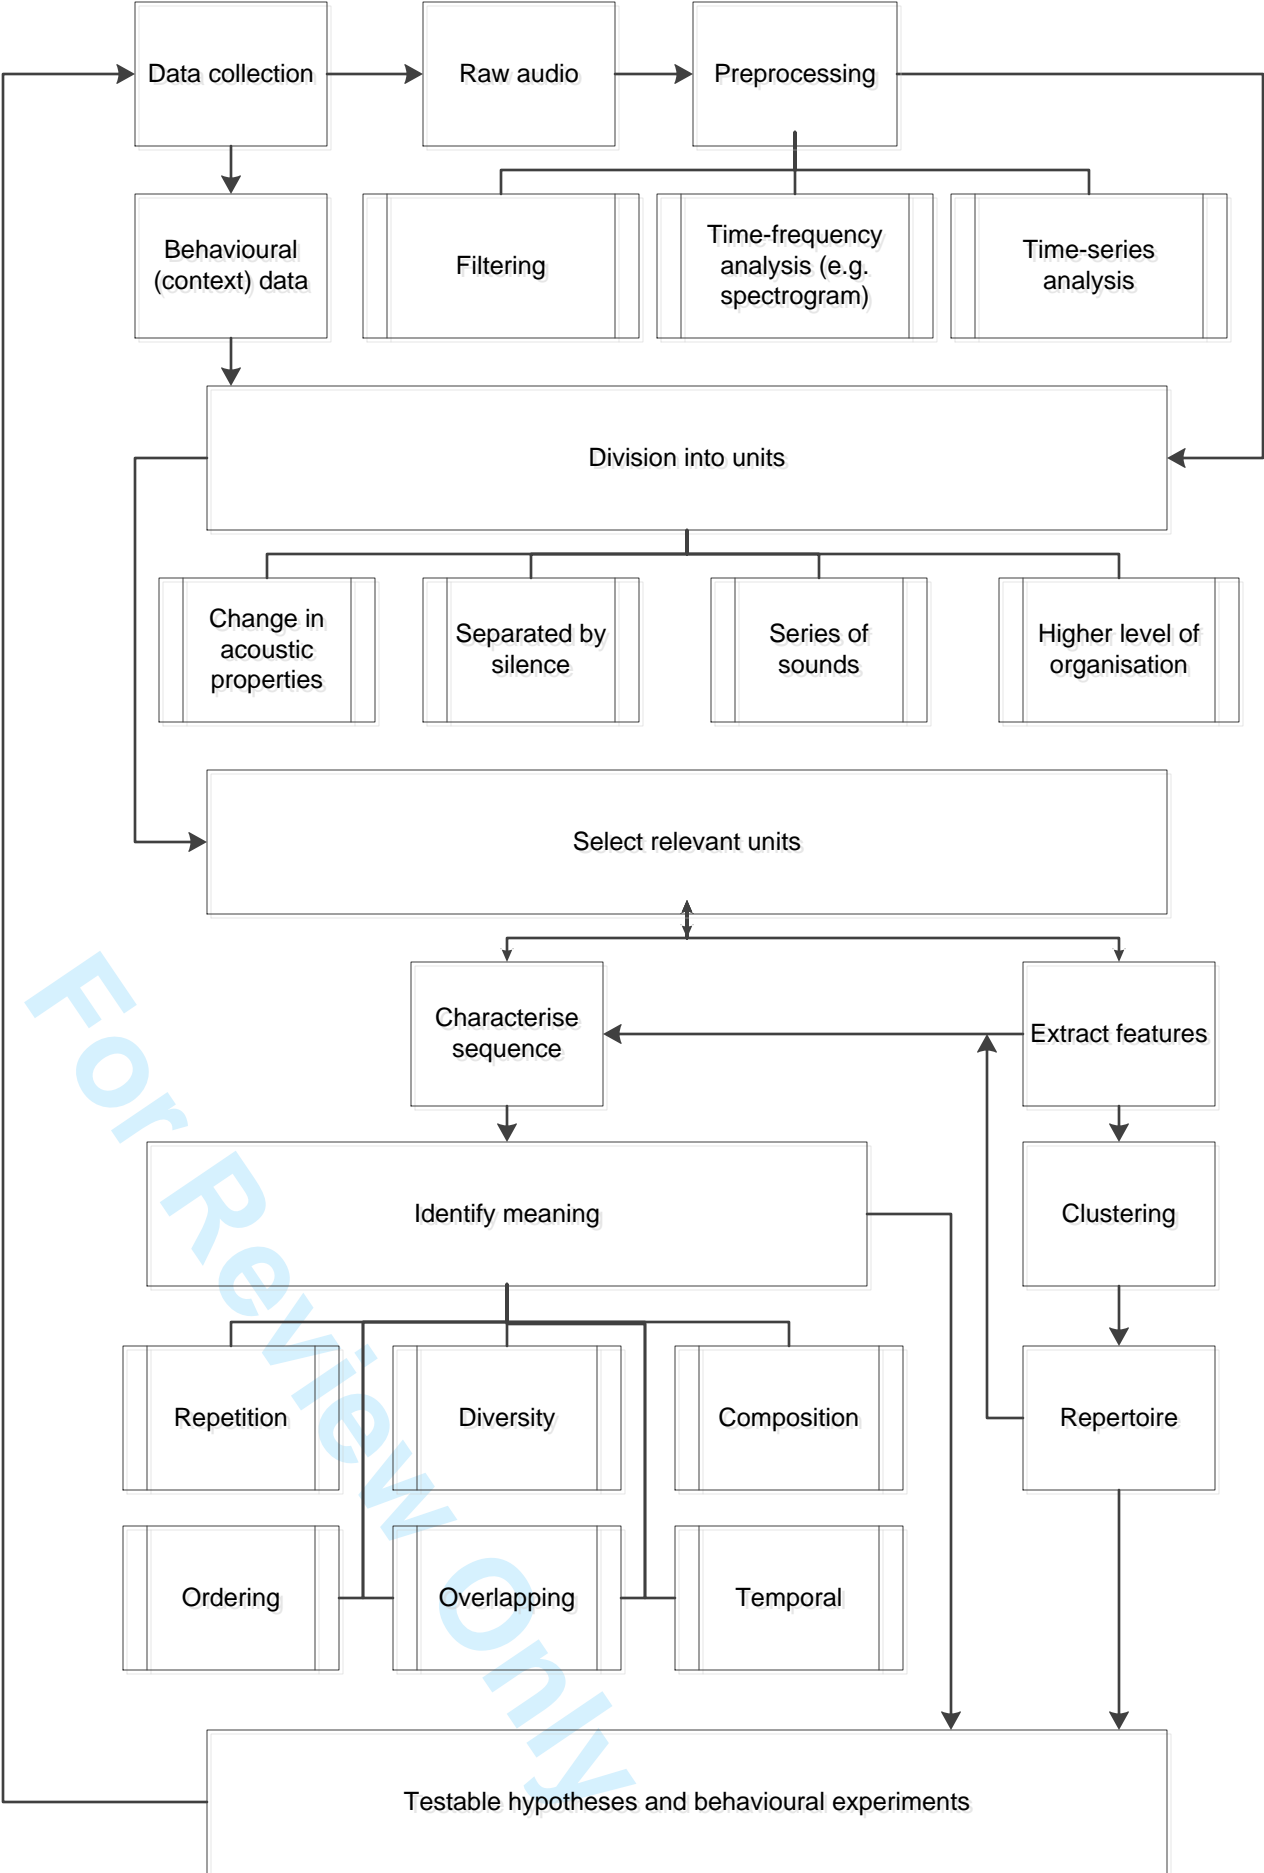 Data collection
Raw audio
Preprocessing
Behavioural
(context) data
Filtering
Time-frequency
analysis (e.g.
spectrogram)
Time-series
analysis
Division into units
Change in
acoustic
properties
Separated by
silence
Series of
sounds
Higher level of
organisation
Select relevant units
Characterise
sequence
Extract features
Identify meaning
Clustering
Repetition
Diversity
Composition
Repertoire
Ordering
Overlapping
Temporal
Testable hypotheses and behavioural experiments
For Review Only